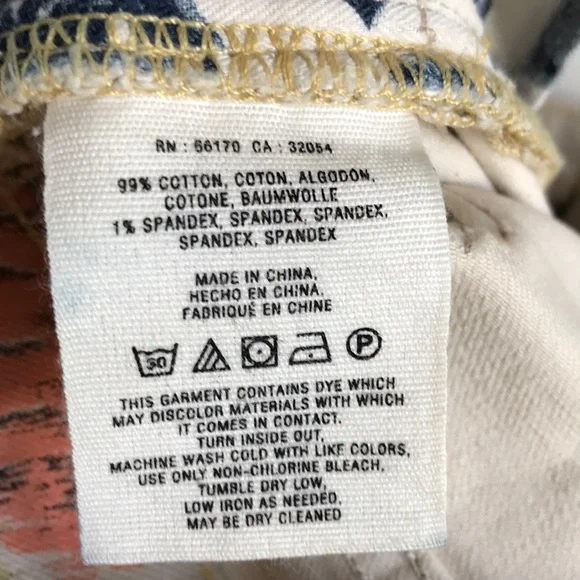 RN : 66170 CA : 32054
99% COTTON, COTON, ALGODON,
COTONE, BAUMWOLLE
1% SPANDEX, SPANDEX, SPANDEX,
SPANDEX, SPANDEX
MADE IN CHINA,
HECHO EN CHINA,
FABRIQUÉ EN CHINE
30 P
THIS GARMENT CONTAINS DYE WHICH
MAY DISCOLOR MATERIALS WITH WHICH
IT COMES IN CONTACT.
TURN INSIDE OUT,
MACHINE WASH COLD WITH LIKE COLORS,
USE ONLY NON-CHLORINE BLEACH,
TUMBLE DRY LOW,
LOW IRON AS NEEDED,
MAY BE DRY CLEANED